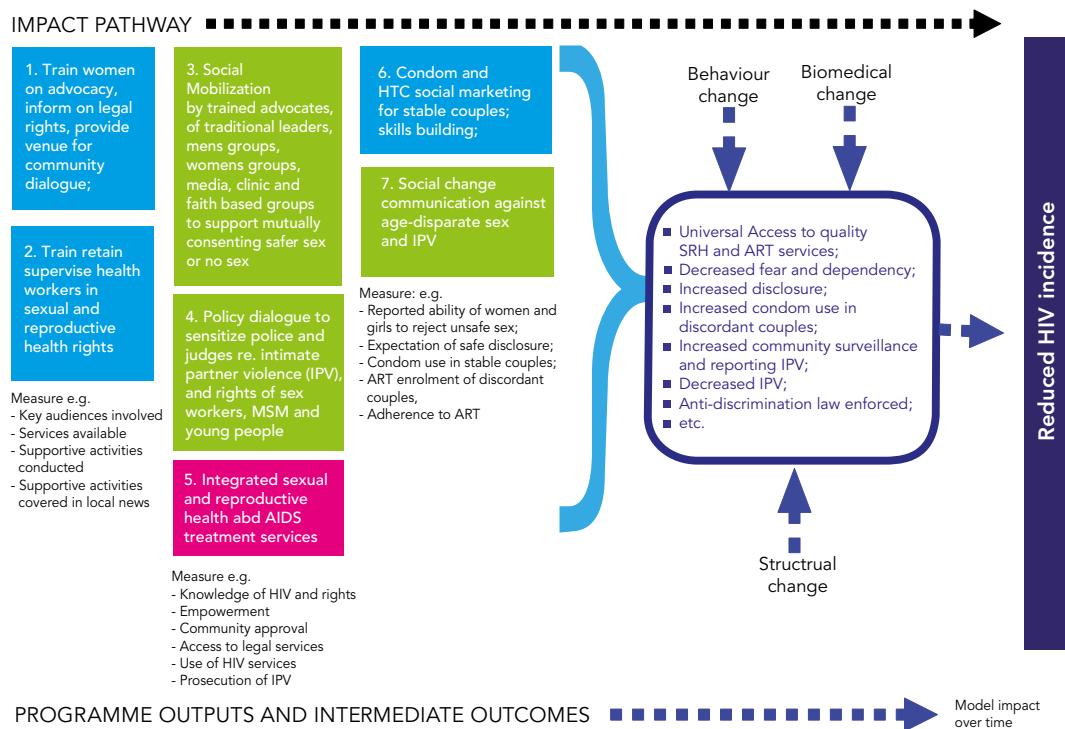 IMPACT PATHWAY
1. Train women
on advocacy,
inform on legal
rights, provide
venue for
community
dialogue;
2. Train retain
supervise health
workers in
sexual and
reproductive
health rights
Measure e.g.
- Key audiences involved
- Services available
- Supportive activities
conducted
- Supportive activities
covered in local news
3. Social
Mobilization
by trained advocates,
of traditional leaders,
mens groups,
womens groups,
media, clinic and
faith based groups
to support mutually
consenting safer sex
or no sex
4. Policy dialogue to
sensitize police and
judges re. intimate
partner violence (IPV),
and rights of sex
workers, MSM and
young people
5. Integrated sexual
and reproductive
health abd AIDS
treatment services
Measure e.g.
- Knowledge of HIV and rights
- Empowerment
- Community approval
- Access to legal services
- Use of HIV services
- Prosecution of IPV
6. Condom and
HTC social marketing
for stable couples;
skills building;
7. Social change
communication against
age-disparate sex
and IPV
Measure: e.g.
- Reported ability of women and
girls to reject unsafe sex;
- Expectation of safe disclosure;
- Condom use in stable couples;
- ART enrolment of discordant
couples,
- Adherence to ART
Behaviour
change
Biomedical
change
■ Universal Access to quality
SRH and ART services;
■ Decreased fear and dependency;
■ Increased disclosure;
■ Increased condom use in
discordant couples;
■ Increased community surveillance
and reporting IPV;
■ Decreased IPV;
■ Anti-discrimination law enforced;
■ etc.
Structrual
change
Reduced HIV incidence
PROGRAMME OUTPUTS AND INTERMEDIATE OUTCOMES
Model impact
over time